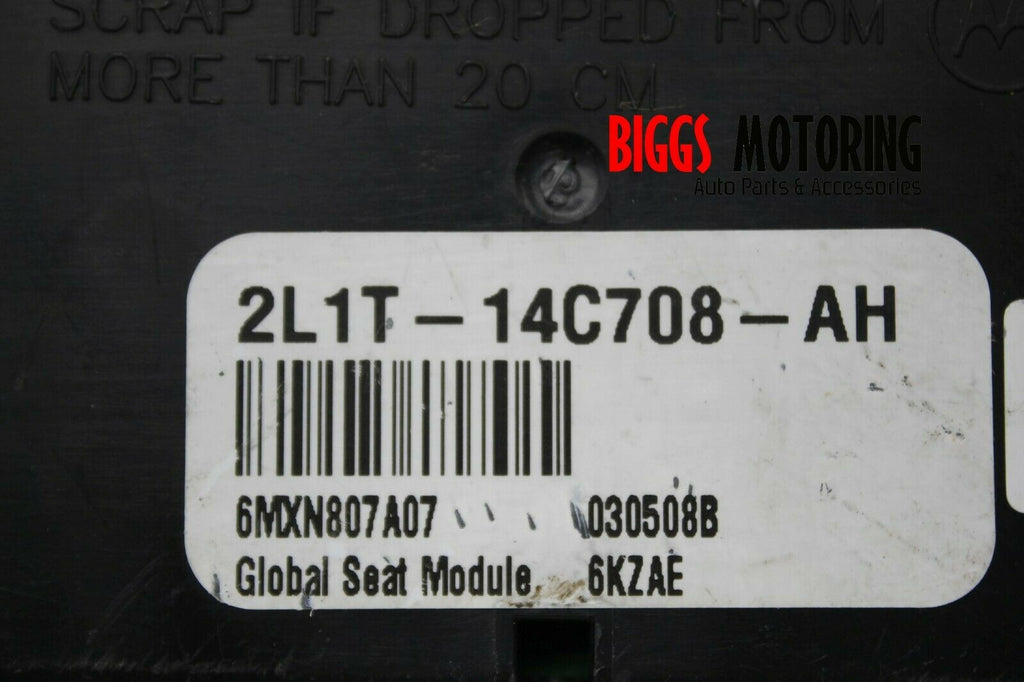 SCRAP IF DROPPED FROM
MORE THAN 20 CM
BIGGS MOTORING
Auto Parts & Accessories
2L1T-14C708-AH
6MXN807A07 030508B
Global Seat Module 6KZAE